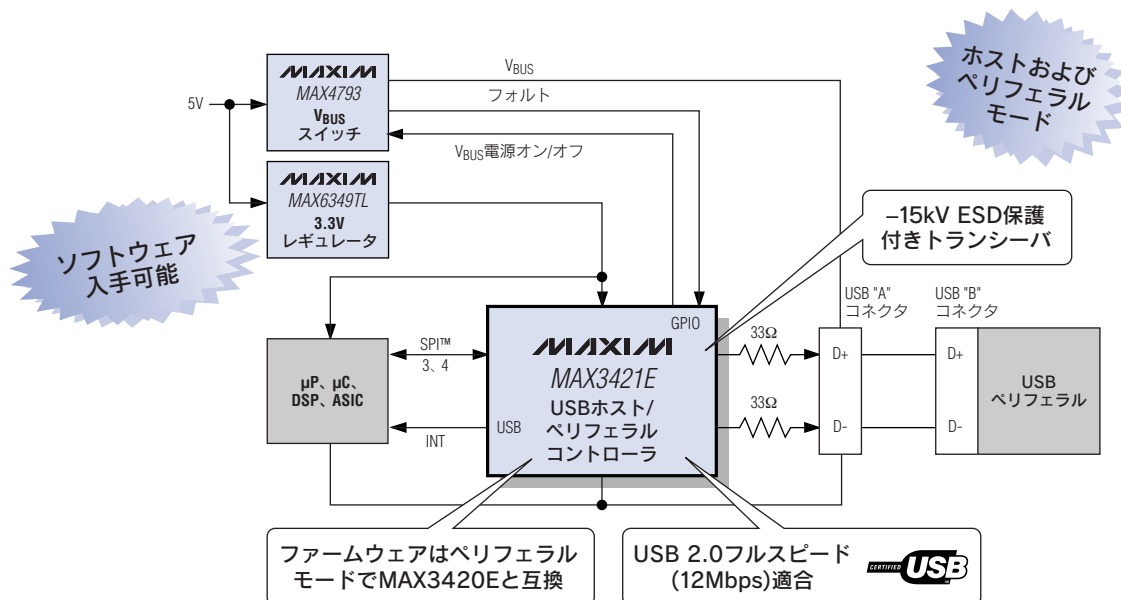 MAXIM
MAX4793
VBUS
スイッチ
5V
VBUS
フォルト
VBUS電源オン/オフ
MAXIM
MAX6349TL
3.3V
レギュレータ
ホストおよび
ペリフェラル
モード
ソフトウェア
入手可能
–15kV ESD保護
付きトランシーバ
µP、µC、
DSP、ASIC
SPI™
3、4
INT
USB
GPIO
MAXIM
MAX3421E
USBホスト/
ペリフェラル
コントローラ
33Ω
33Ω
USB "A"
コネクタ
D+
D-
USB "B"
コネクタ
D+
D-
USB
ペリフェラル
ファームウェアはペリフェラル
モードでMAX3420Eと互換
USB 2.0フルスピード
(12Mbps)適合
CERTIFIED USB